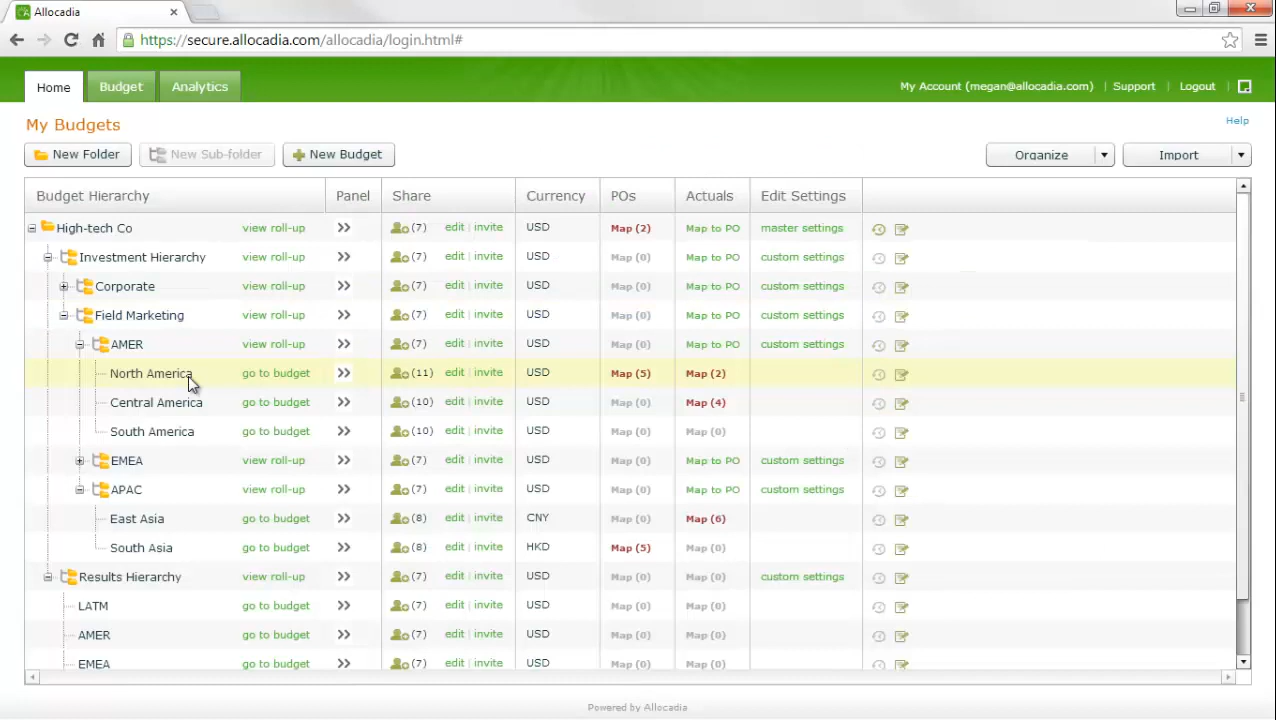 Allocadia
https://secure.allocadia.com/allocadia/login.html#
Home Budget Analytics My Account (megan@allocadia.com) Support Logout
My Budgets Help
New Folder New Sub-folder New Budget Organize Import
Budget Hierarchy Panel Share Currency POs Actuals Edit Settings
High-tech Co view roll-up (7) edit | invite USD Map (2) Map to PO master settings
Investment Hierarchy view roll-up (7) edit | invite USD Map (0) Map to PO custom settings
Corporate view roll-up (7) edit | invite USD Map (0) Map to PO custom settings
Field Marketing view roll-up (7) edit | invite USD Map (0) Map to PO custom settings
AMER view roll-up (7) edit | invite USD Map (0) Map to PO custom settings
North America go to budget (11) edit | invite USD Map (5) Map (2)
Central America go to budget (10) edit | invite USD Map (0) Map (4)
South America go to budget (10) edit | invite USD Map (0) Map (0)
EMEA view roll-up (7) edit | invite USD Map (0) Map to PO custom settings
APAC view roll-up (7) edit | invite USD Map (0) Map to PO custom settings
East Asia go to budget (8) edit | invite CNY Map (0) Map (6)
South Asia go to budget (8) edit | invite HKD Map (5) Map (0)
Results Hierarchy view roll-up (7) edit | invite USD Map (0) Map (0) custom settings
LATM go to budget (7) edit | invite USD Map (0) Map (0)
AMER go to budget (7) edit | invite USD Map (0) Map (0)
EMEA go to budget (7) edit | invite USD Map (0) Map (0)
Powered by Allocadia